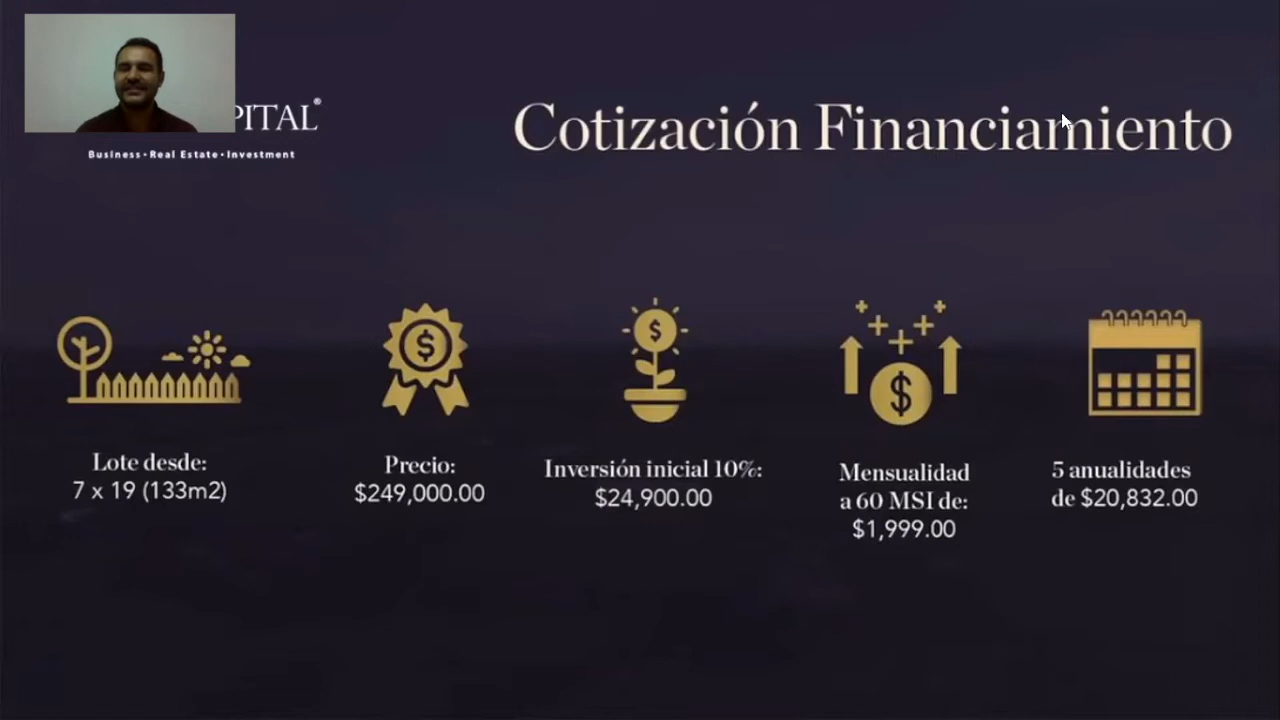 PITAL®
Business•Real Estate•Investment
Cotización Financiamiento
Lote desde:
7 x 19 (133m2)
Precio:
$249,000.00
Inversión inicial 10%:
$24,900.00
Mensualidad
a 60 MSI de:
$1,999.00
5 anualidades
de $20,832.00